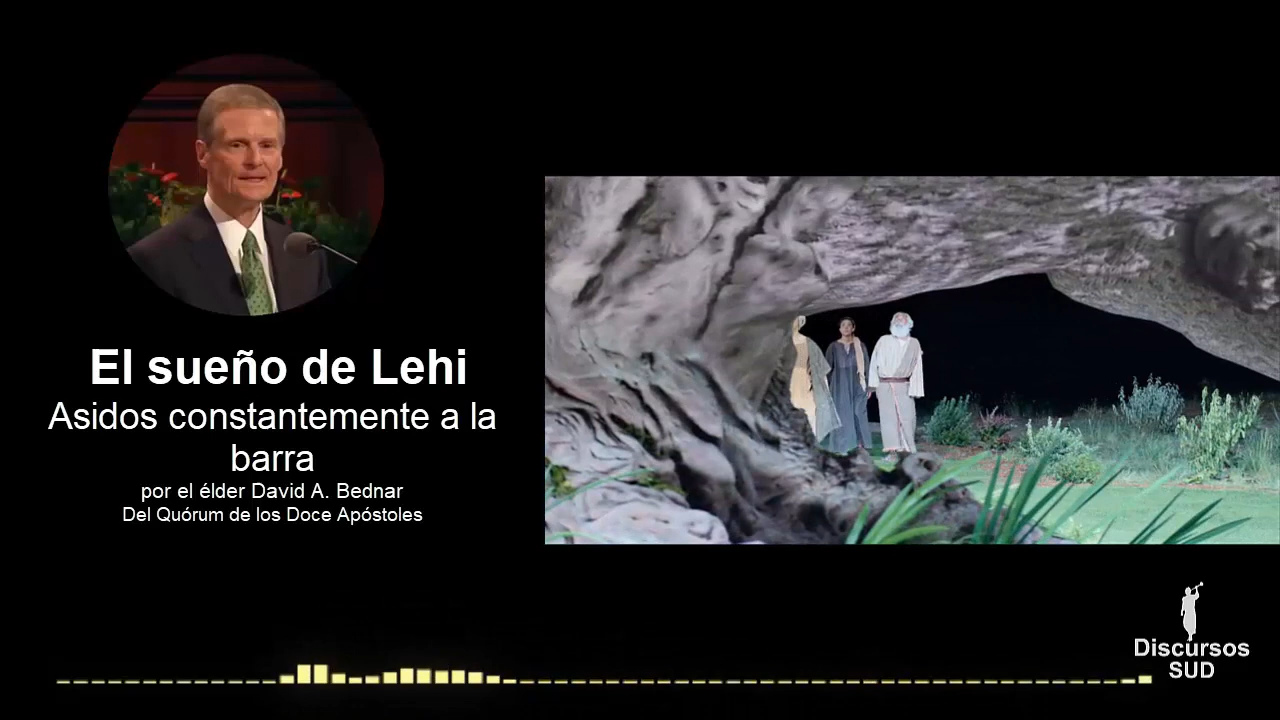 El sueño de Lehi
Asidos constantemente a la
barra
por el élder David A. Bednar
Del Quórum de los Doce Apóstoles
Discursos
SUD